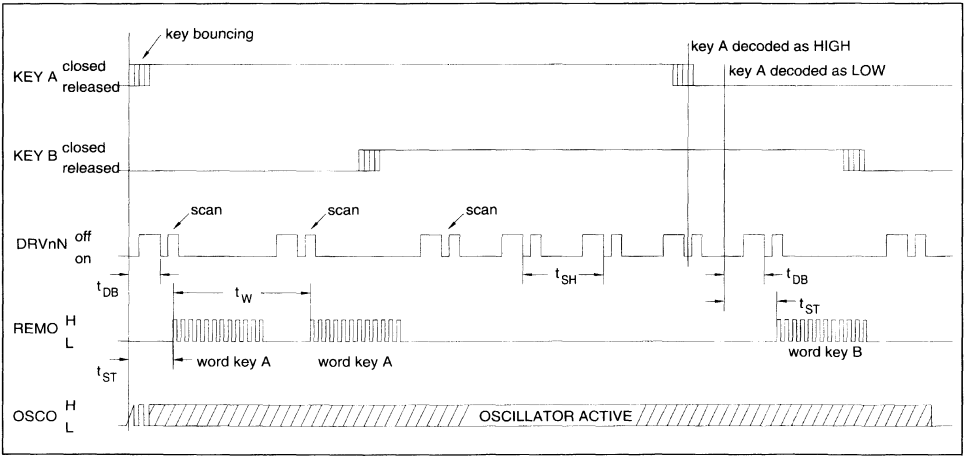 key bouncing
key A decoded as HIGH
KEY A closed
released
key A decoded as LOW
KEY B closed
released
scan
scan
scan
DRVnN off
on
tDB
tW
tSH
tDB
tST
REMO H
L
word key A
word key A
word key B
tST
OSCO H
L
OSCILLATOR ACTIVE